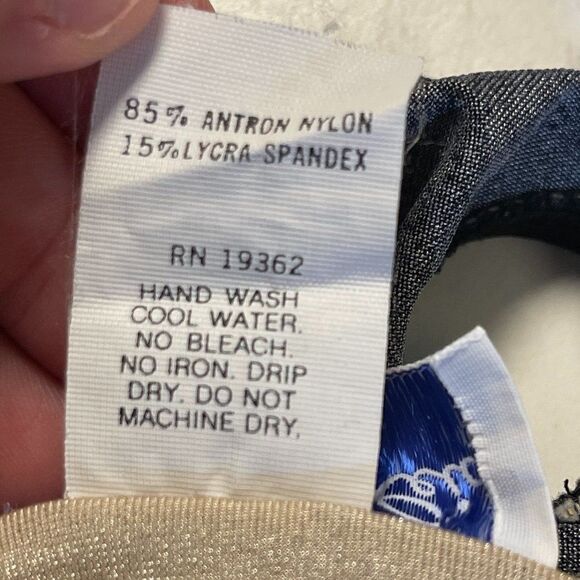 85% ANTRON NYLON
15% LYCRA SPANDEX
RN 19362
HAND WASH
COOL WATER.
NO BLEACH.
NO IRON. DRIP
DRY. DO NOT
MACHINE DRY.